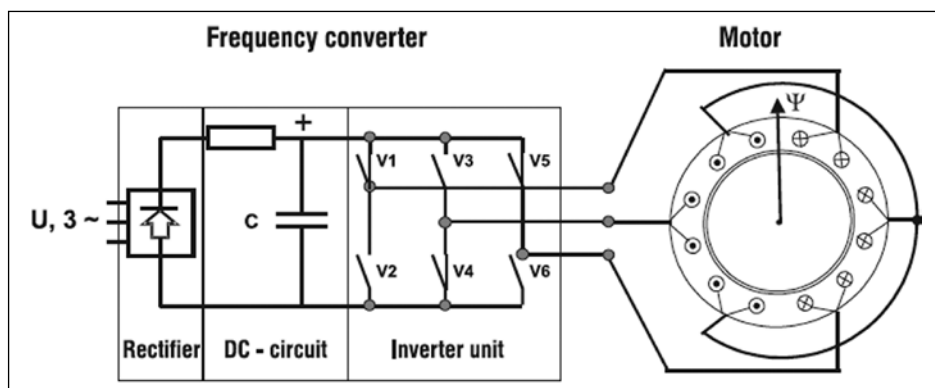 Frequency converter
Motor
Ψ
+
V1
V3
V5
U, 3 ~
C
V2
V4
V6
Rectifier
DC - circuit
Inverter unit